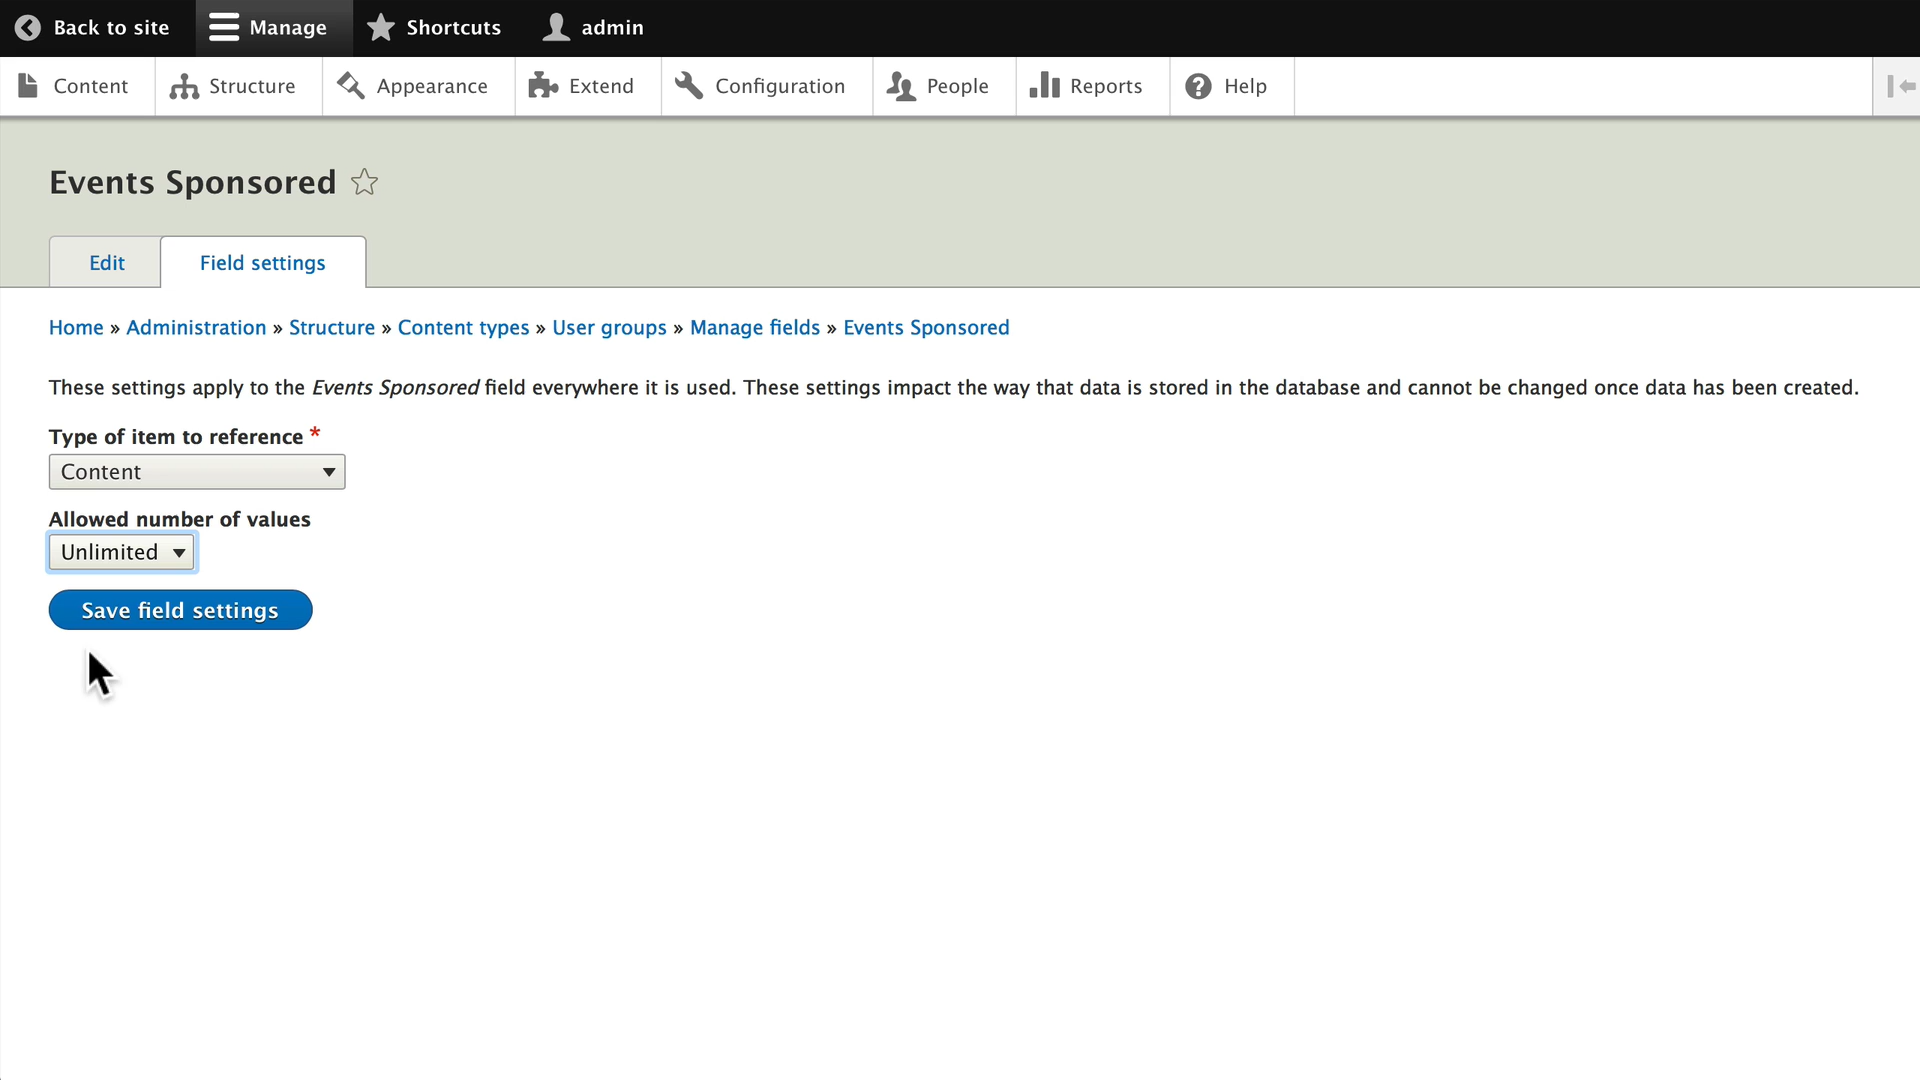 Back to site Manage Shortcuts admin
Content Structure Appearance Extend Configuration People Reports Help
Events Sponsored
Edit Field settings
Home » Administration » Structure » Content types » User groups » Manage fields » Events Sponsored
These settings apply to the Events Sponsored field everywhere it is used. These settings impact the way that data is stored in the database and cannot be changed once data has been created.
Type of item to reference *
Content
Allowed number of values
Unlimited
Save field settings